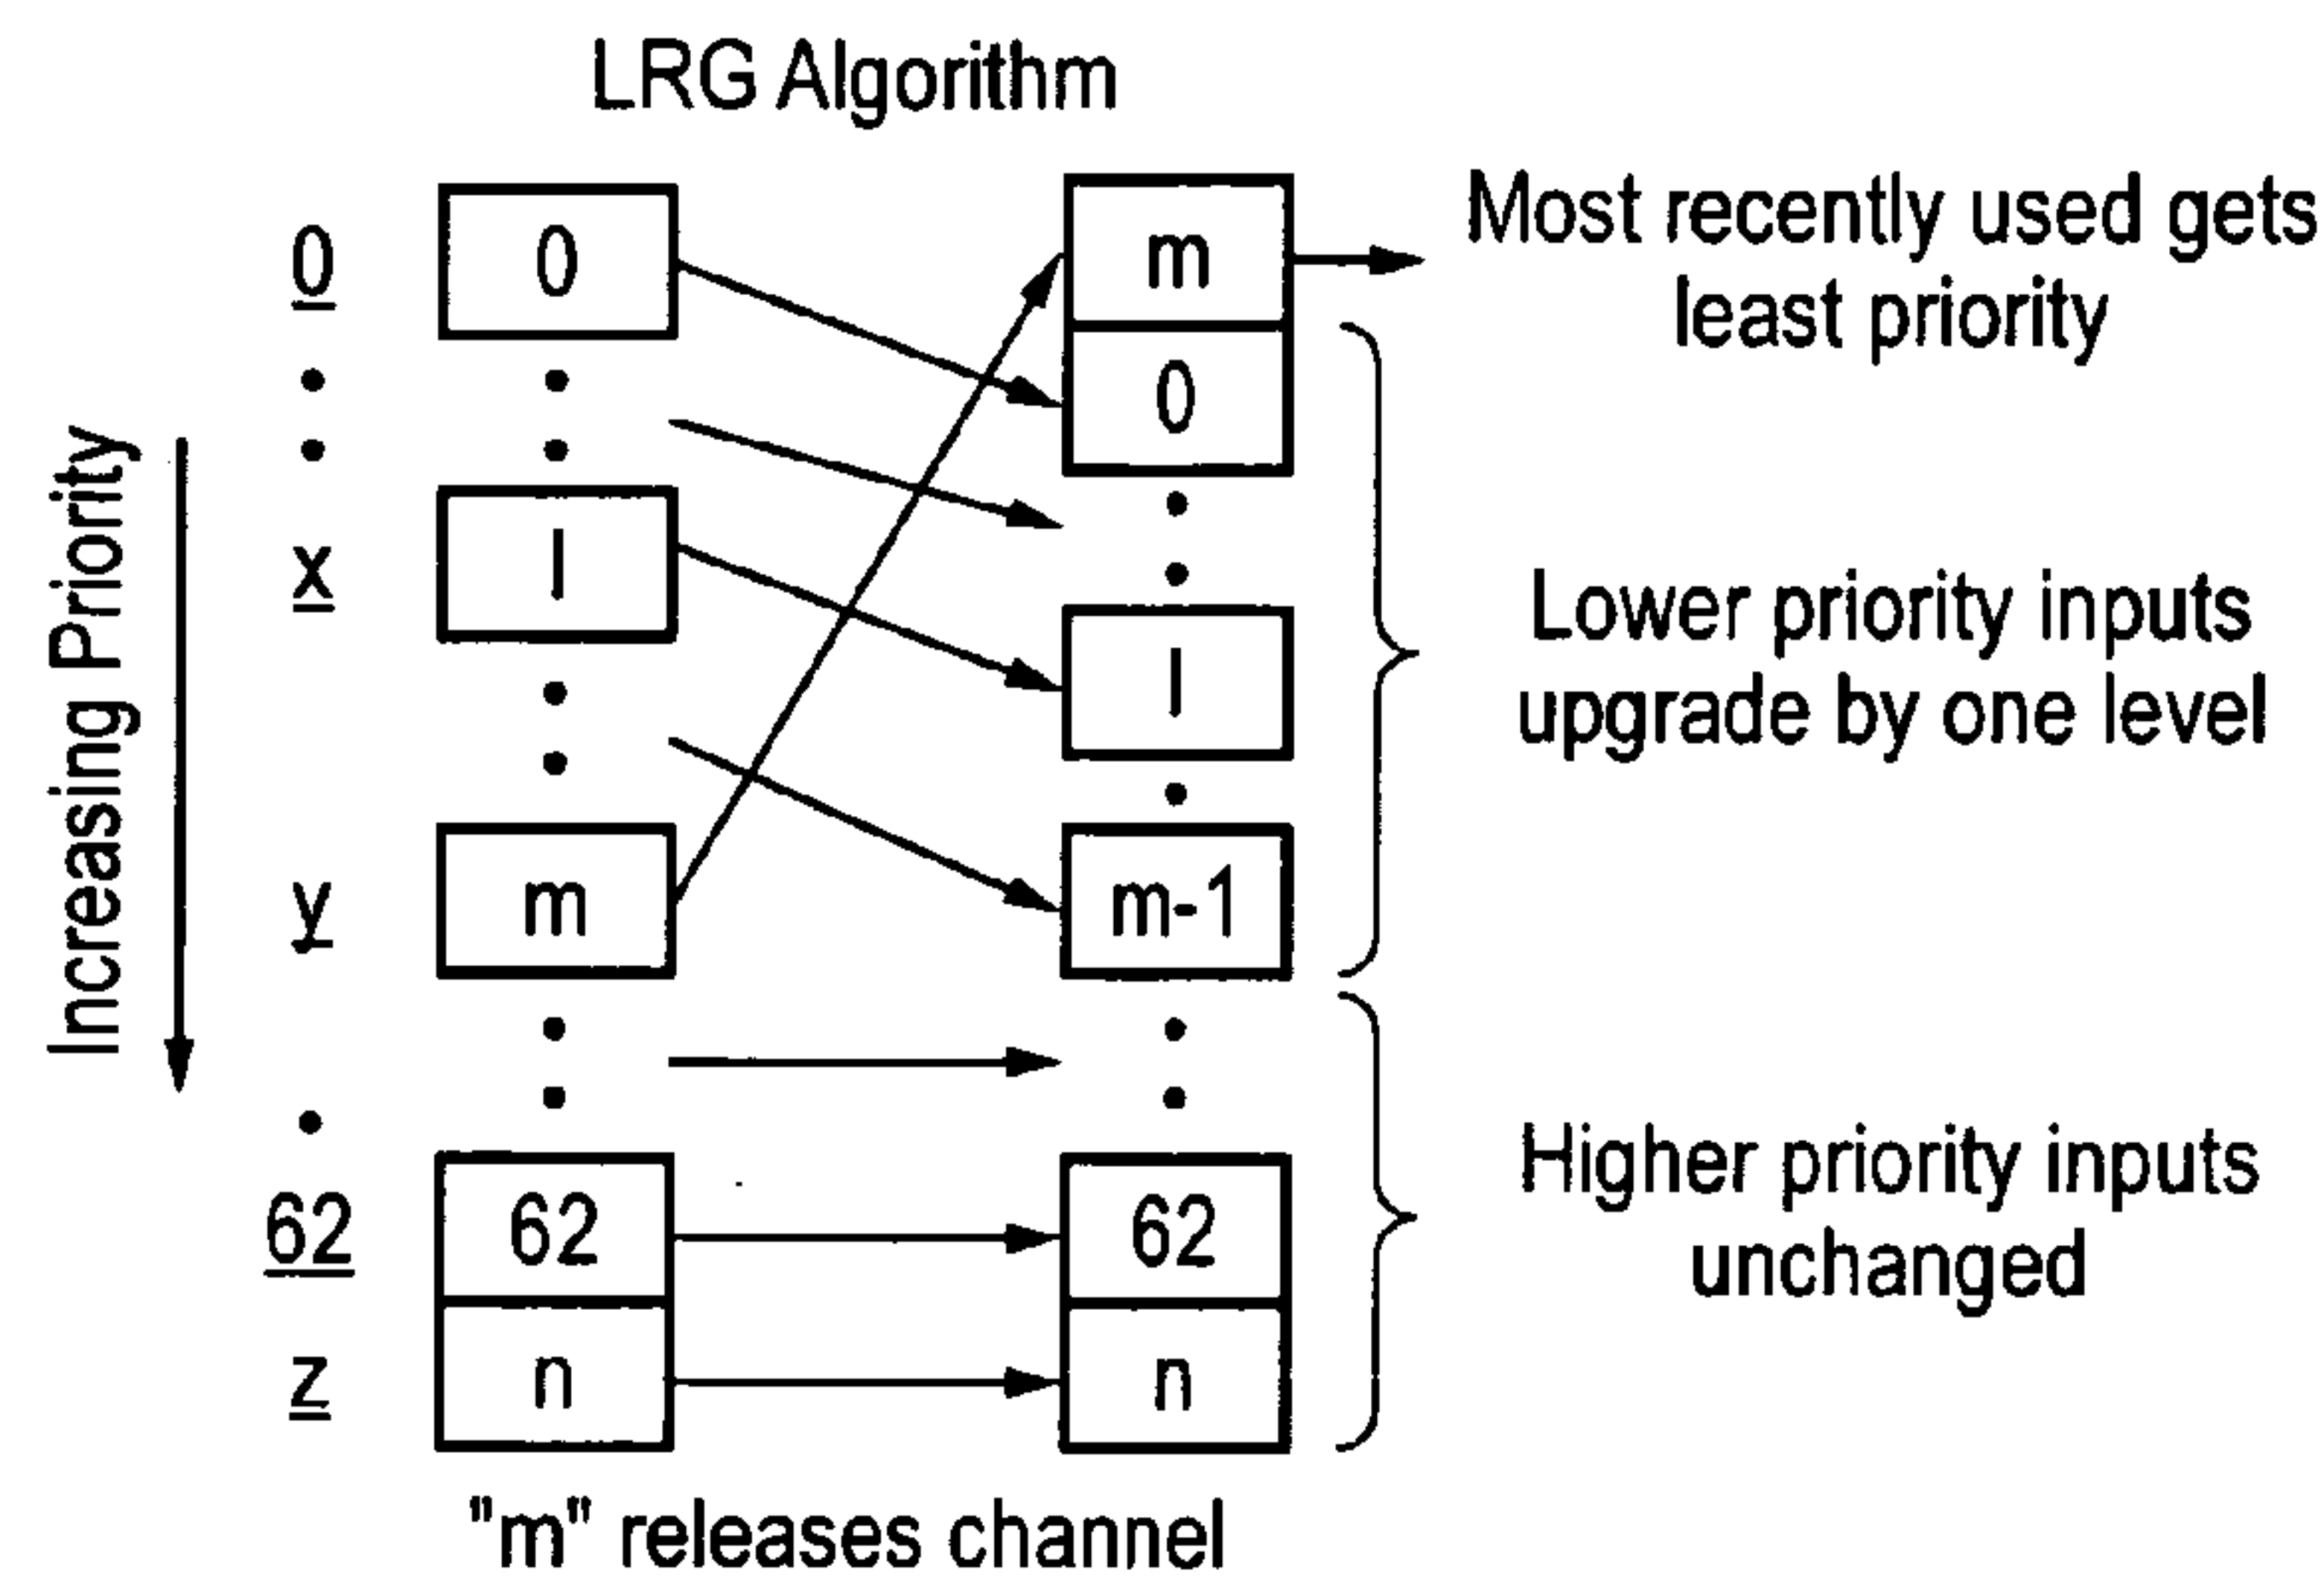 LRG Algorithm
0 0 m
Most recently used gets
least priority
0
Increasing Priority
x l
l
Lower priority inputs
upgrade by one level
y m m-1
62 62 62
Higher priority inputs
unchanged
z n n
"m" releases channel